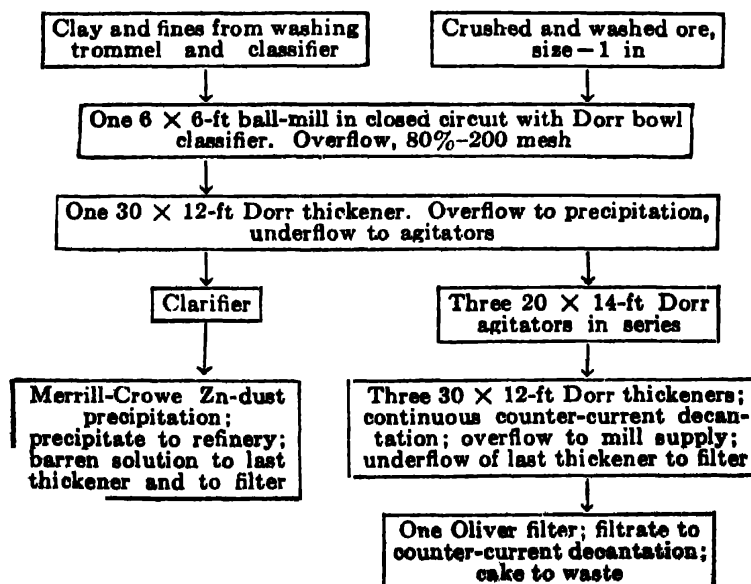 Clay and fines from washing
trommel and classifier
Crushed and washed ore,
size-1 in
One 6 × 6-ft ball-mill in closed circuit with Dorr bowl
classifier. Overflow, 80%-200 mesh
One 30 × 12-ft Dorr thickener. Overflow to precipitation,
underflow to agitators
Clarifier
Three 20 × 14-ft Dorr
agitators in series
Merrill-Crowe Zn-dust
precipitation;
precipitate to refinery;
barren solution to last
thickener and to filter
Three 30 × 12-ft Dorr thickeners;
continuous counter-current decan-
tation; overflow to mill supply;
underflow of last thickener to filter
One Oliver filter; filtrate to
counter-current decantation;
cake to waste